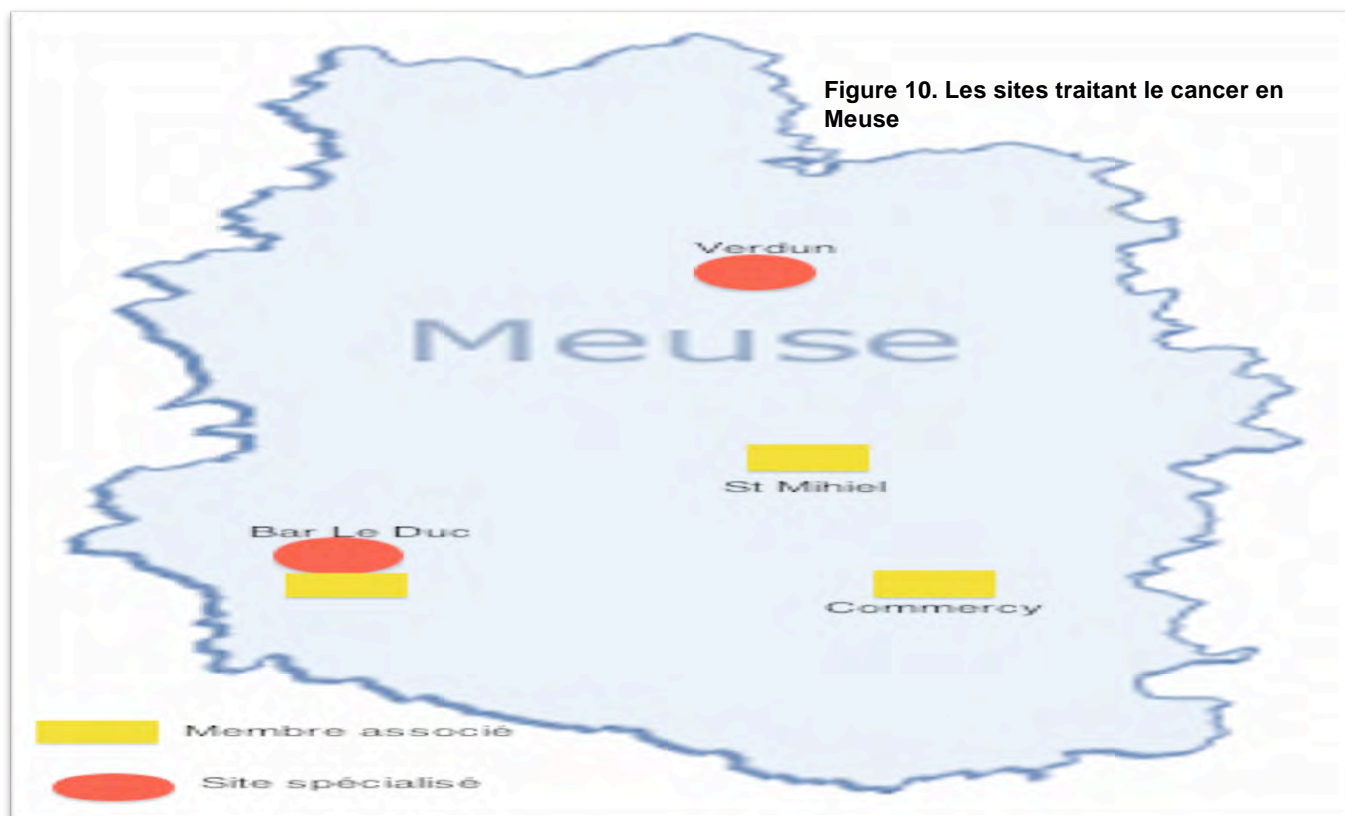 Figure 10. Les sites traitant le cancer en
Meuse
Verdun
Meuse
St Mihiel
Bar Le Duc
Commercy
Membre associé
Site spécialisé